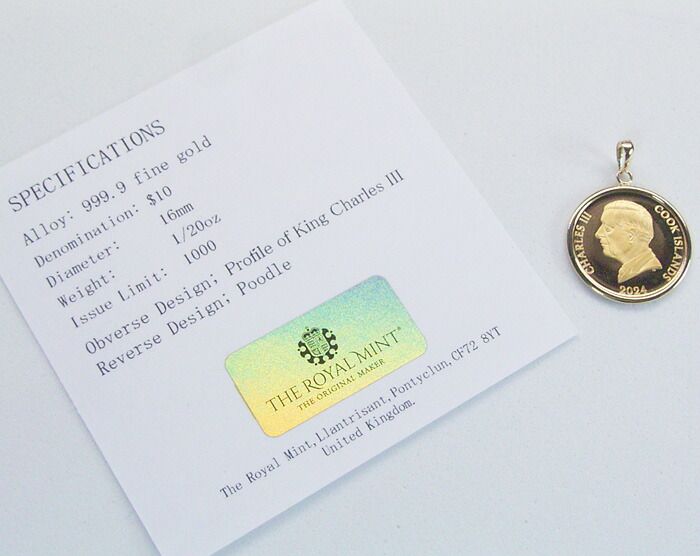 SPECIFICATIONS
Alloy: 999.9 fine gold
Denomination: $10
Diameter: 16mm
Weight: 1/20oz
Issue Limit: 1000
Obverse Design; Profile of King Charles III
Reverse Design; Poodle
THE ROYAL MINT®
THE ORIGINAL MAKER
The Royal Mint, Llantrisant, Pontyclun, CF72 8YT
United Kingdom.
CHARLES III
COOK ISLANDS
2024